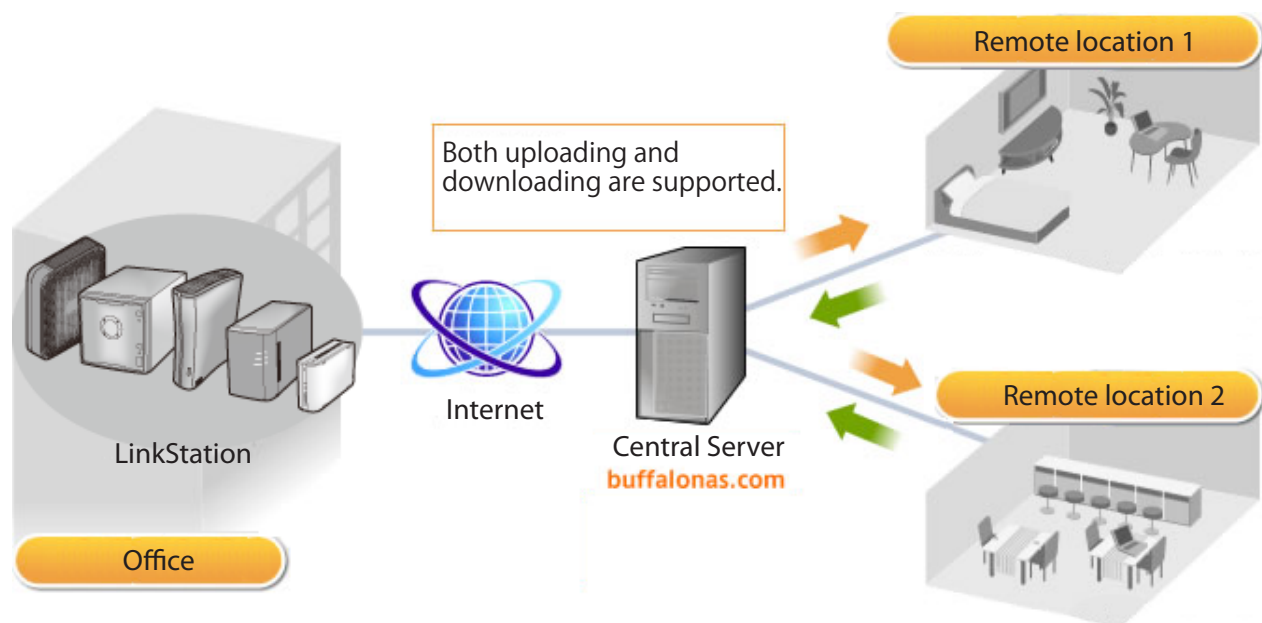 Remote location 1
Both uploading and
downloading are supported.
Internet
LinkStation
Central Server
buffalonas.com
Remote location 2
Office